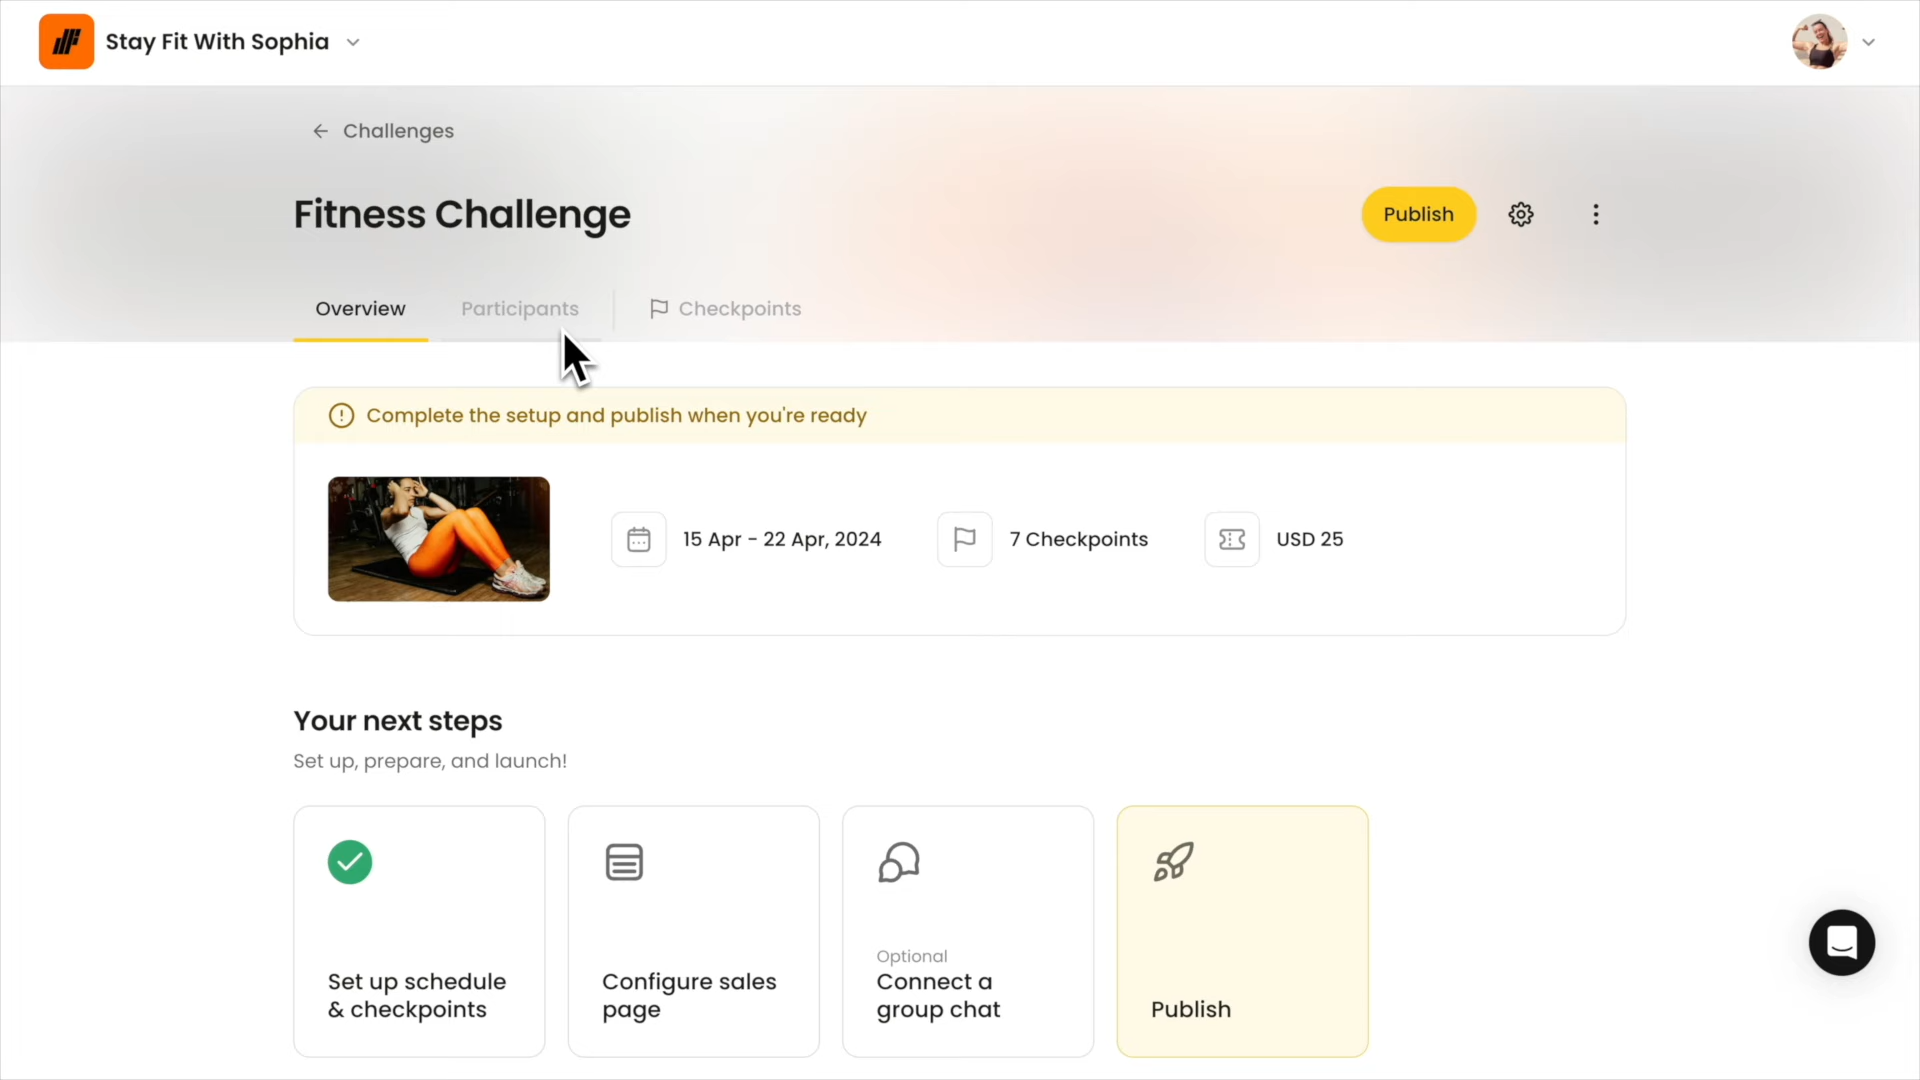 Stay Fit With Sophia
Challenges
Fitness Challenge
Publish
Overview
Participants
Checkpoints
Complete the setup and publish when you're ready
15 Apr - 22 Apr, 2024
7 Checkpoints
USD 25
Your next steps
Set up, prepare, and launch!
Set up schedule
& checkpoints
Configure sales
page
Optional
Connect a
group chat
Publish